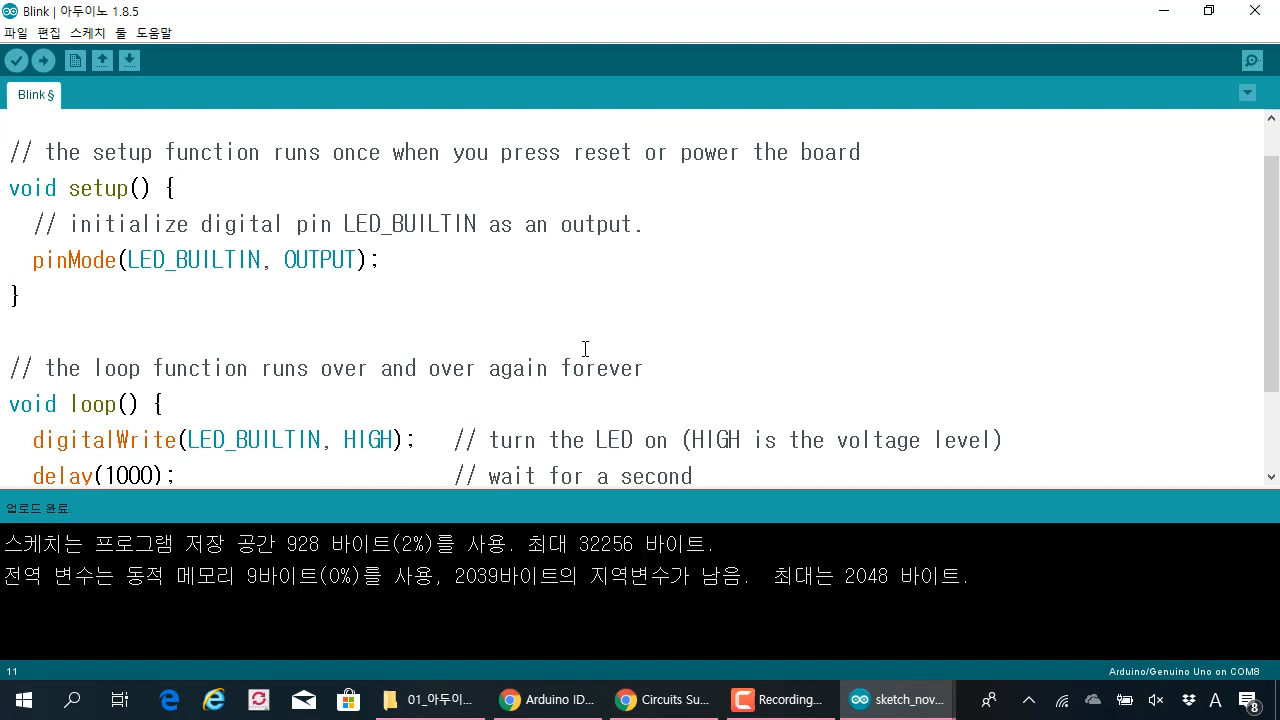 Blink | 아두이노 1.8.5
파일 편집 스케치 툴 도움말
Blink §
// the setup function runs once when you press reset or power the board
void setup() {
// initialize digital pin LED_BUILTIN as an output.
pinMode(LED_BUILTIN, OUTPUT);
}
// the loop function runs over and over again forever
void loop() {
digitalWrite(LED_BUILTIN, HIGH); // turn the LED on (HIGH is the voltage level)
delay(1000); // wait for a second
업로드 완료.
스케치는 프로그램 저장 공간 928 바이트(2%)를 사용. 최대 32256 바이트.
전역 변수는 동적 메모리 9바이트(0%)를 사용, 2039바이트의 지역변수가 남음. 최대는 2048 바이트.
11 Arduino/Genuino Uno on COM8
01_아두이... Arduino ID... Circuits Su... Recording... sketch_nov... A 8